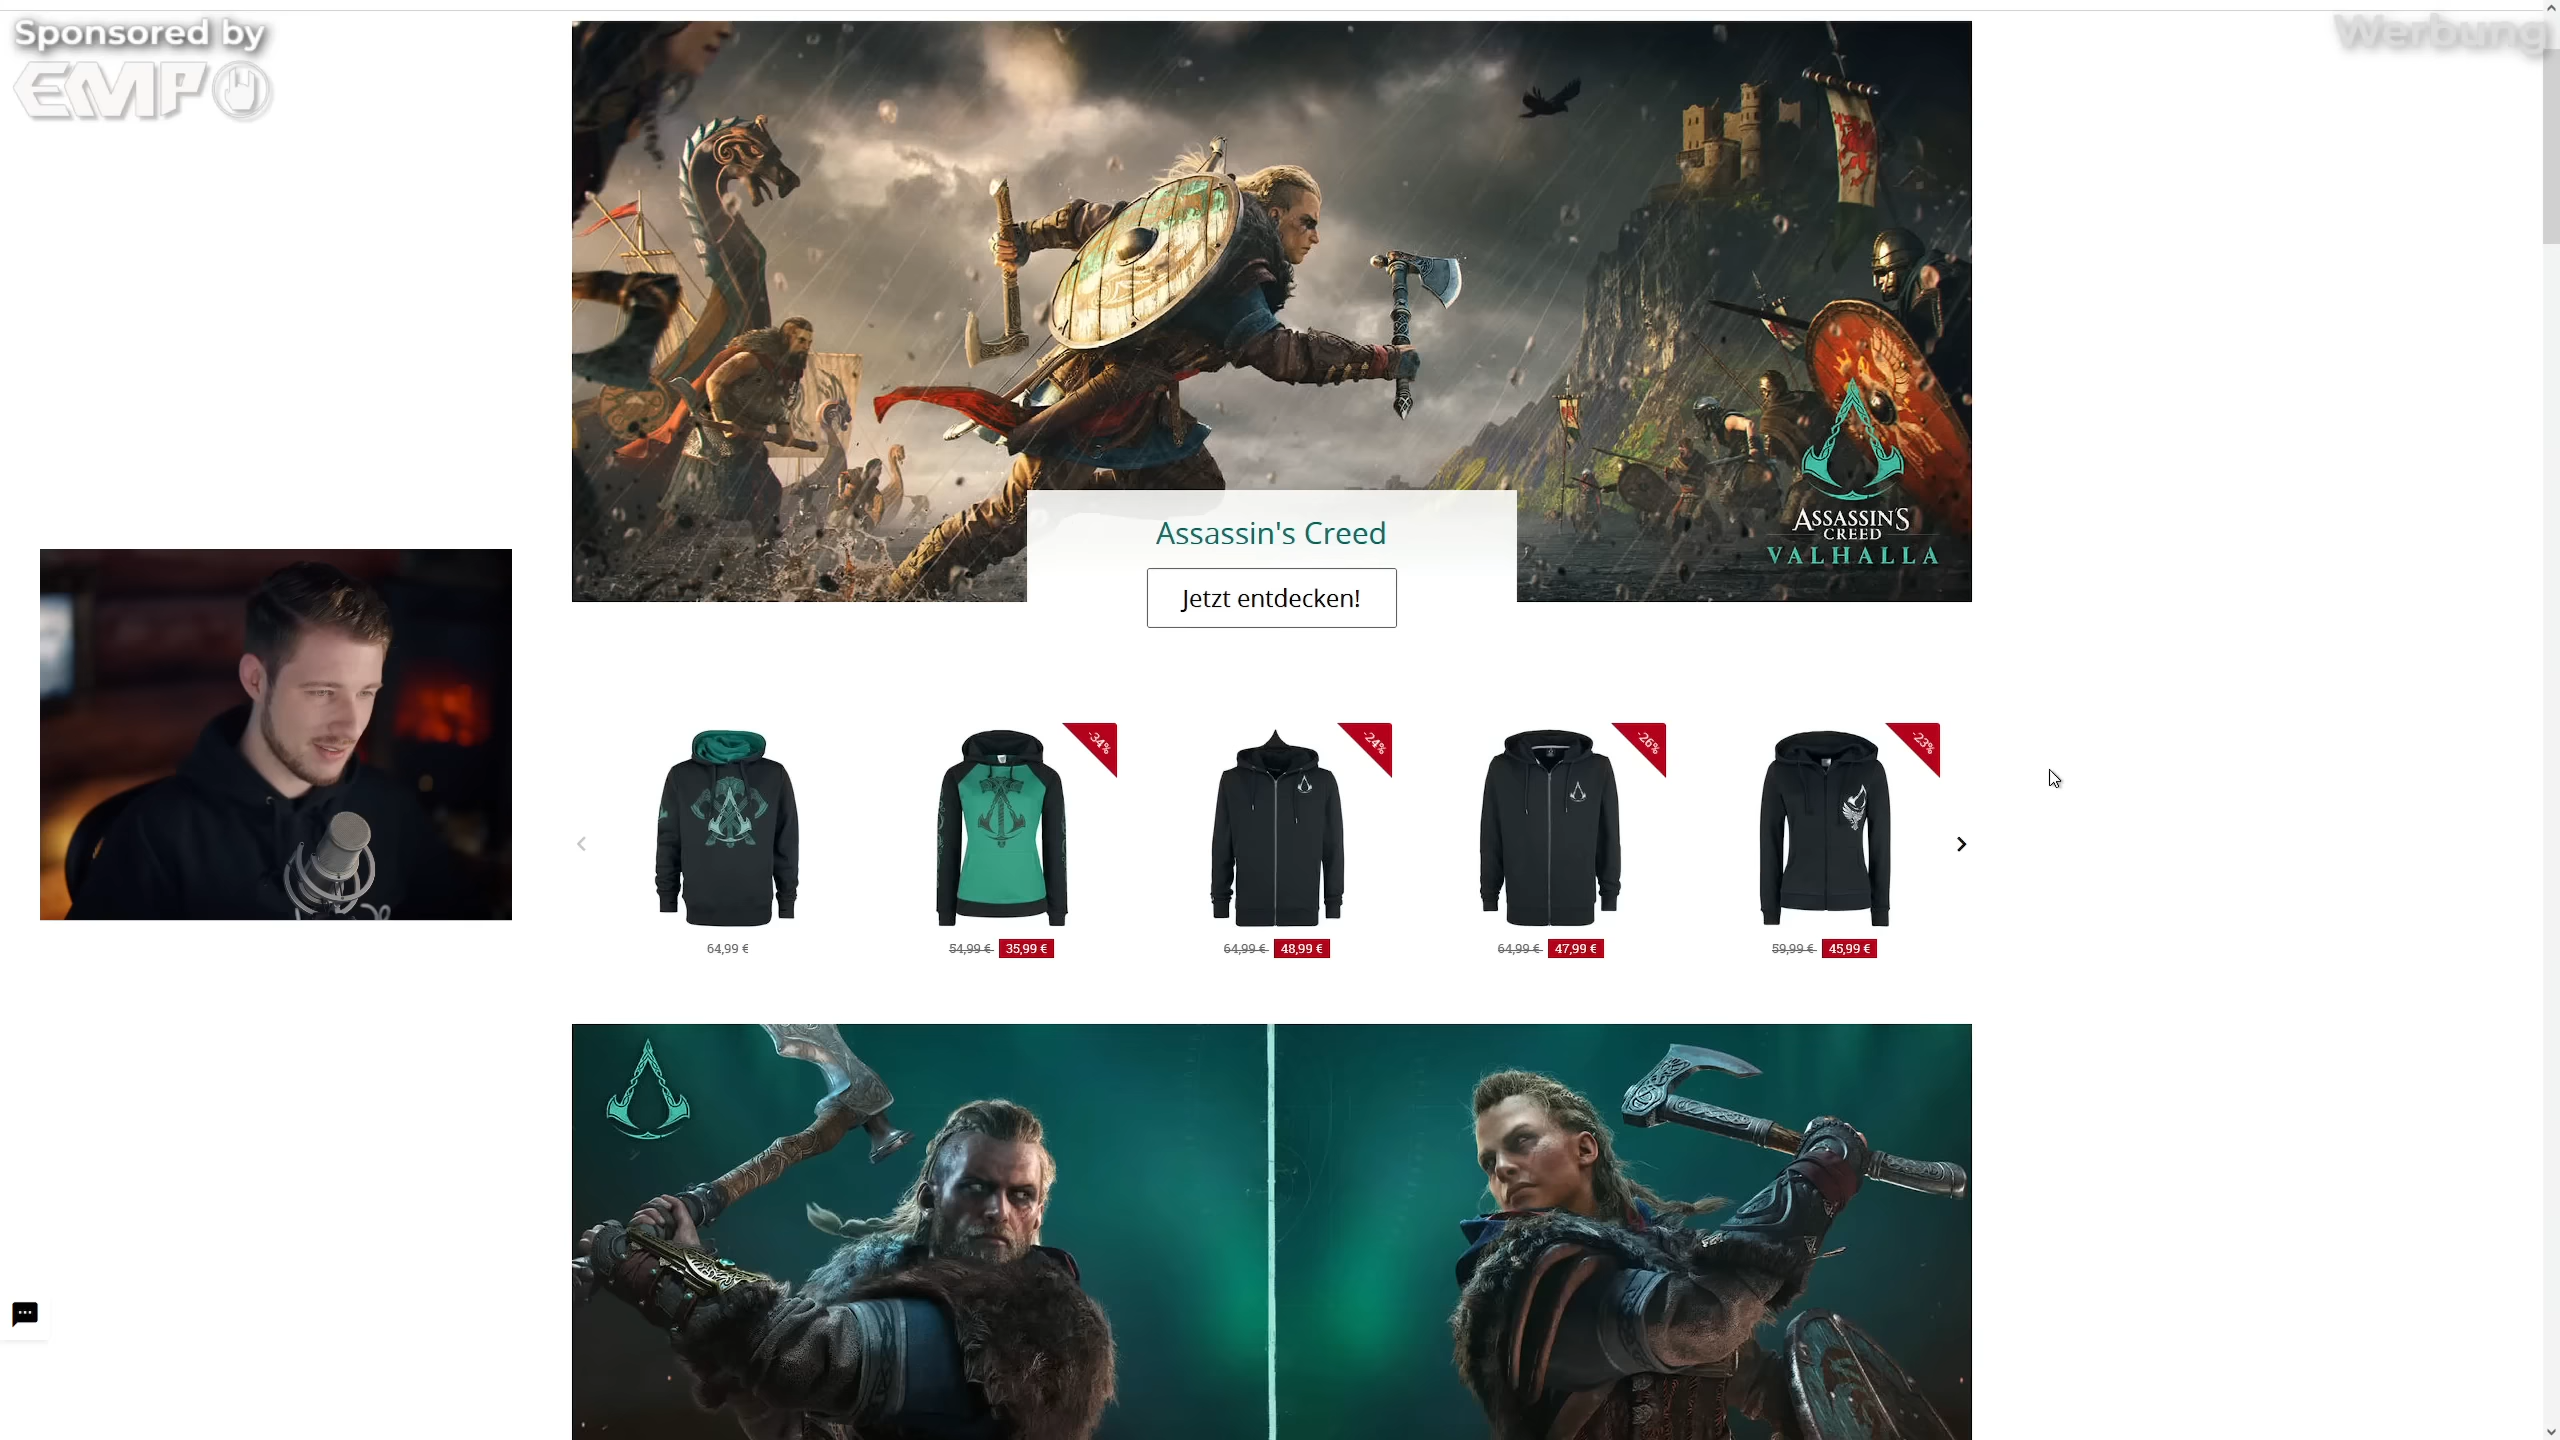 Sponsored by
EMP
Werbung
ASSASSIN'S
CREED
VALHALLA
Assassin's Creed
Jetzt entdecken!
-34%
-24%
-26%
-23%
64,99 €
54,99 € 35,99 €
64,99 € 48,99 €
64,99 € 47,99 €
59,99 € 45,99 €